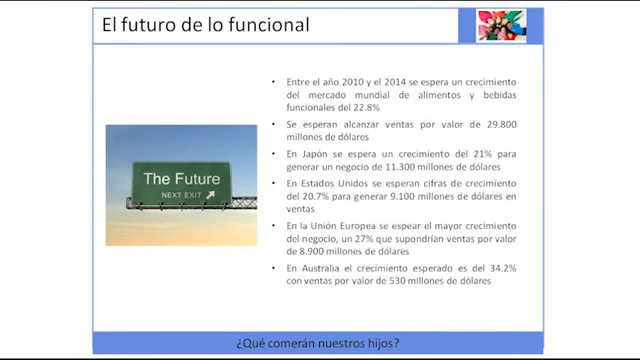 El futuro de lo funcional
The Future
NEXT EXIT
• Entre el año 2010 y el 2014 se espera un crecimiento
del mercado mundial de alimentos y bebidas
funcionales del 22.8%
• Se esperan alcanzar ventas por valor de 29.800
millones de dólares
• En Japón se espera un crecimiento del 21% para
generar un negocio de 11.300 millones de dólares
• En Estados Unidos se esperan cifras de crecimiento
del 20.7% para generar 9.100 millones de dólares en
ventas
• En la Unión Europea se espear el mayor crecimiento
del negocio, un 27% que supondrían ventas por valor
de 8.900 millones de dólares
• En Australia el crecimiento esperado es del 34.2%
con ventas por valor de 530 millones de dólares
¿Qué comerán nuestros hijos?